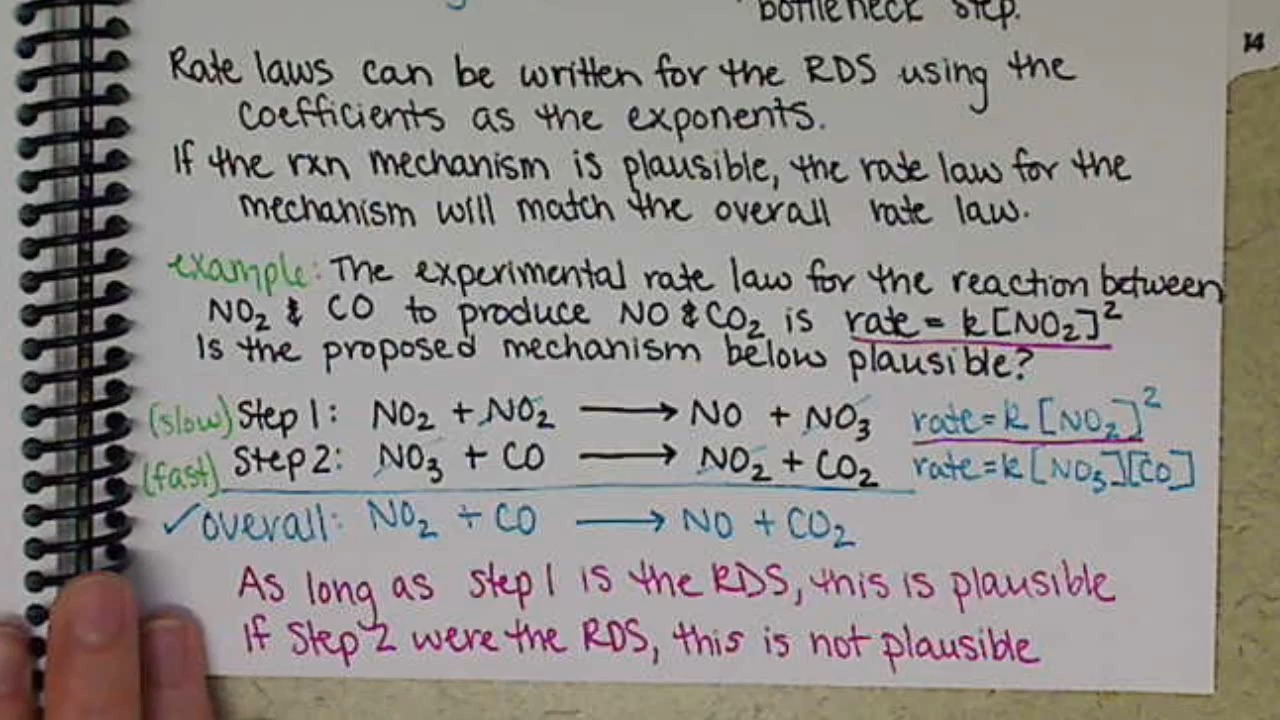 bottleneck step.
14
Rate laws can be written for the RDS using the
coefficients as the exponents.
If the rxn mechanism is plausible, the rate law for the
mechanism will match the overall rate law.
example: The experimental rate law for the reaction between
NO₂ & CO to produce NO & CO₂ is rate = k[NO₂]²
Is the proposed mechanism below plausible?
(slow) Step 1: NO₂ + NO₂ ⟶ NO + NO₃ rate = k[NO₂]²
(fast) Step 2: NO₃ + CO ⟶ NO₂ + CO₂ rate = k[NO₃][CO]
✓overall: NO₂ + CO ⟶ NO + CO₂
As long as step 1 is the RDS, this is plausible
If Step 2 were the RDS, this is not plausible